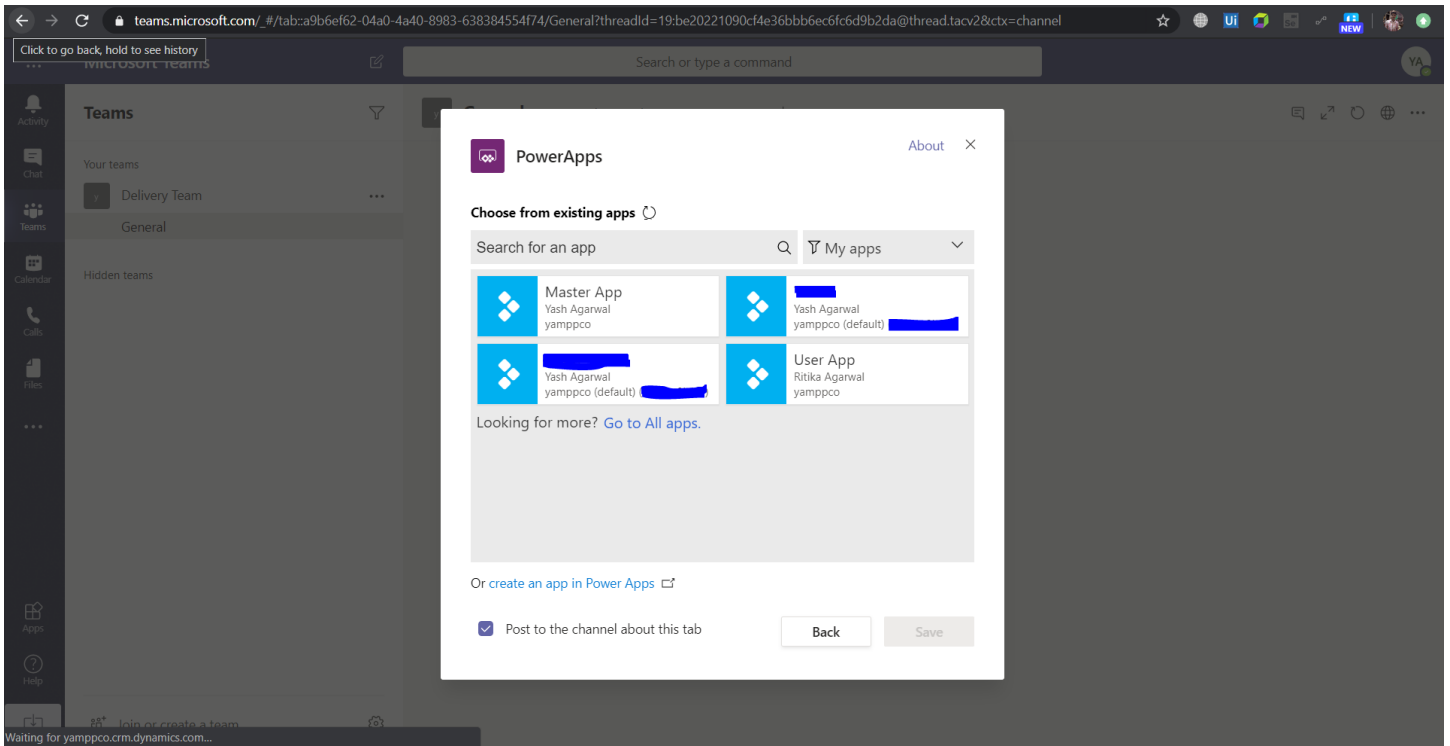 teams.microsoft.com/_#/tab::a9b6ef62-04a0-4a40-8983-638384554f74/General?threadId=19:be20221090cf4e36bbb6ec6fc6d9b2da@thread.tacv2&ctx=channel
Ui
NEW
Click to go back, hold to see history
Microsoft Teams
Search or type a command
YA
Activity
Chat
Teams
Calendar
Calls
Files
Apps
Help
Teams
Your teams
y
Delivery Team
General
Hidden teams
Join or create a team
PowerApps
About
Choose from existing apps
Search for an app
My apps
Master App
Yash Agarwal
yamppco
Yash Agarwal
yamppco (default)
Yash Agarwal
yamppco (default) (
User App
Ritika Agarwal
yamppco
Looking for more? Go to All apps.
Or create an app in Power Apps
Post to the channel about this tab
Back
Save
Waiting for yamppco.crm.dynamics.com...